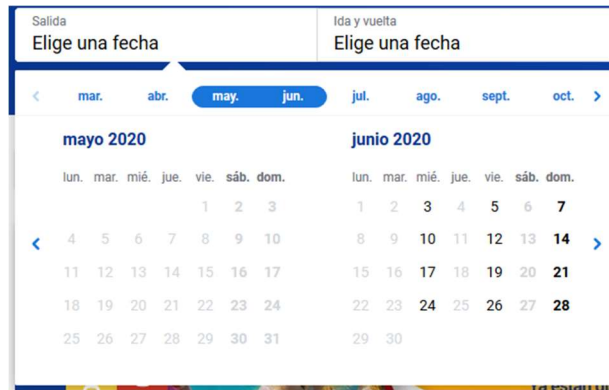 Salida
Ida y vuelta
Elige una fecha
Elige una fecha
mar. abr. may. jun. jul. ago. sept. oct.
mayo 2020
junio 2020
lun. mar. mié. jue. vie. sáb. dom.
lun. mar. mié. jue. vie. sáb. dom.
1 2 3
1 2 3 4 5 6 7
4 5 6 7 8 9 10
8 9 10 11 12 13 14
11 12 13 14 15 16 17
15 16 17 18 19 20 21
18 19 20 21 22 23 24
22 23 24 25 26 27 28
25 26 27 28 29 30 31
29 30